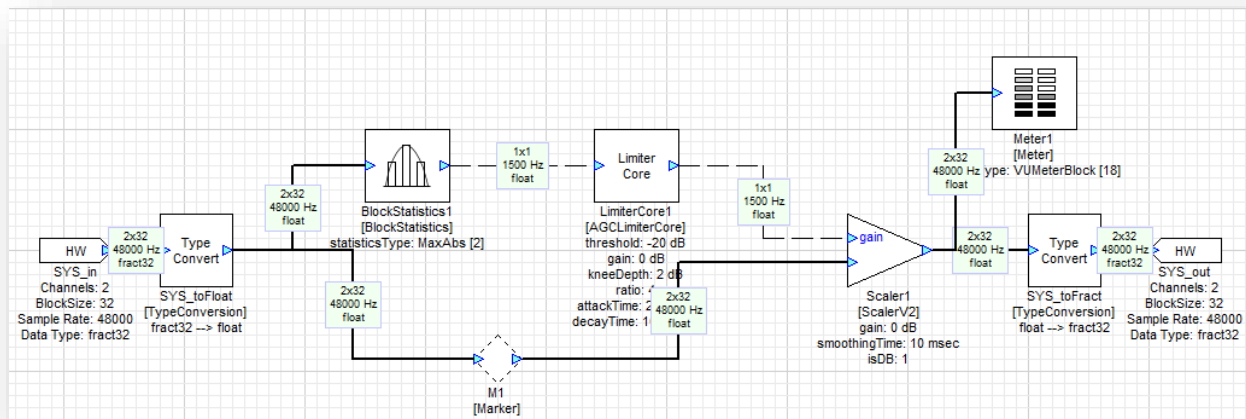 HW
SYS_in
Channels: 2
BlockSize: 32
Sample Rate: 48000
Data Type: fract32
2x32
48000 Hz
fract32
Type
Convert
SYS_toFloat
[TypeConversion]
fract32 --> float
2x32
48000 Hz
float
BlockStatistics1
[BlockStatistics]
statisticsType: MaxAbs [2]
1x1
1500 Hz
float
Limiter
Core
LimiterCore1
[AGCLimiterCore]
threshold: -20 dB
gain: 0 dB
kneeDepth: 2 dB
ratio:
attackTime: 2
decayTime: 1
2x32
48000 Hz
float
M1
[Marker]
2x32
48000 Hz
float
1x1
1500 Hz
float
gain
Scaler1
[ScalerV2]
gain: 0 dB
smoothingTime: 10 msec
isDB: 1
2x32
48000 Hz
float
Meter1
[Meter]
ype: VUMeterBlock [18]
2x32
48000 Hz
float
Type
Convert
SYS_toFract
[TypeConversion]
float --> fract32
2x32
48000 Hz
fract32
HW
SYS_out
Channels: 2
BlockSize: 32
Sample Rate: 48000
Data Type: fract32